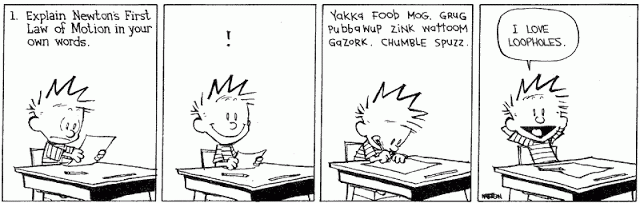 1. Explain Newton's First
Law of Motion in your
own words.
!
Yakka foob mog. Grug
pubbawup zink wattoom
gazork. Chumble spuzz.
I LOVE
LOOPHOLES.
WATTERSON